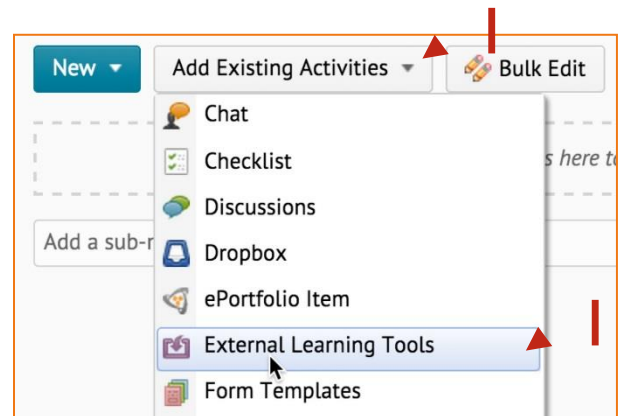 New Add Existing Activities Bulk Edit
Chat
Checklist s here to
Discussions
Add a sub-
Dropbox
ePortfolio Item
External Learning Tools
Form Templates